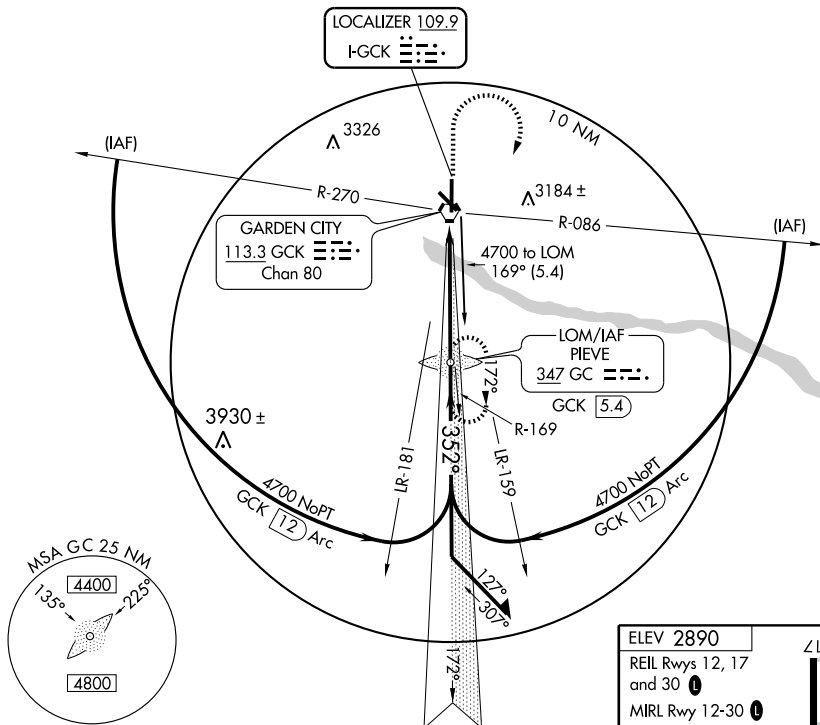 LOCALIZER 109.9
I-GCK
10 NM
(IAF)
3326
R-270
3184 ±
R-086
(IAF)
GARDEN CITY
113.3 GCK
Chan 80
4700 to LOM
169° (5.4)
LOM/IAF
PIEVE
347 GC
GCK 5.4
172°
R-169
3930 ±
352°
LR-181
LR-159
4700 NoPT
GCK 12 Arc
4700 NoPT
GCK 12 Arc
127°
307°
172°
MSA GC 25 NM
4400
135°
225°
4800
ELEV 2890
REIL Rwys 12, 17
and 30 L
MIRL Rwy 12-30 L
17